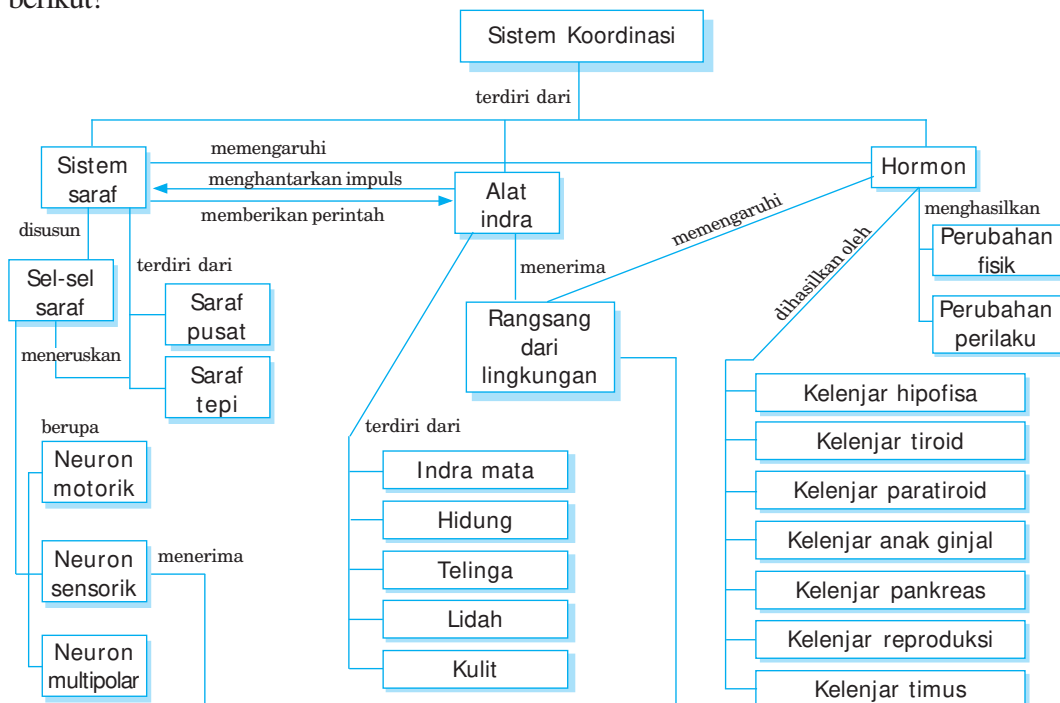 berikut!
Sistem Koordinasi
terdiri dari
Sistem
saraf
memengaruhi
menghantarkan impuls
memberikan perintah
Alat
indra
Hormon
memengaruhi
menghasilkan
Perubahan
fisik
Perubahan
perilaku
dihasilkan oleh
disusun
Sel-sel
saraf
terdiri dari
Saraf
pusat
Saraf
tepi
meneruskan
menerima
Rangsang
dari
lingkungan
berupa
Neuron
motorik
Neuron
sensorik
menerima
Neuron
multipolar
terdiri dari
Indra mata
Hidung
Telinga
Lidah
Kulit
Kelenjar hipofisa
Kelenjar tiroid
Kelenjar paratiroid
Kelenjar anak ginjal
Kelenjar pankreas
Kelenjar reproduksi
Kelenjar timus